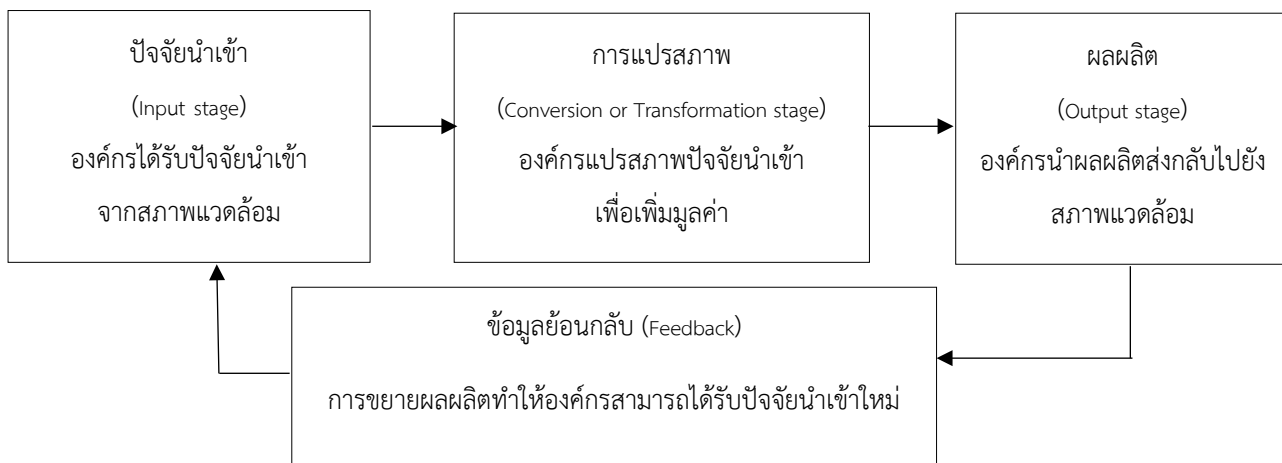 ปัจจัยนำเข้า
(Input stage)
องค์กรได้รับปัจจัยนำเข้า
จากสภาพแวดล้อม
การแปรสภาพ
(Conversion or Transformation stage)
องค์กรแปรสภาพปัจจัยนำเข้า
เพื่อเพิ่มมูลค่า
ผลผลิต
(Output stage)
องค์กรนำผลผลิตส่งกลับไปยัง
สภาพแวดล้อม
ข้อมูลย้อนกลับ (Feedback)
การขยายผลผลิตทำให้องค์กรสามารถได้รับปัจจัยนำเข้าใหม่